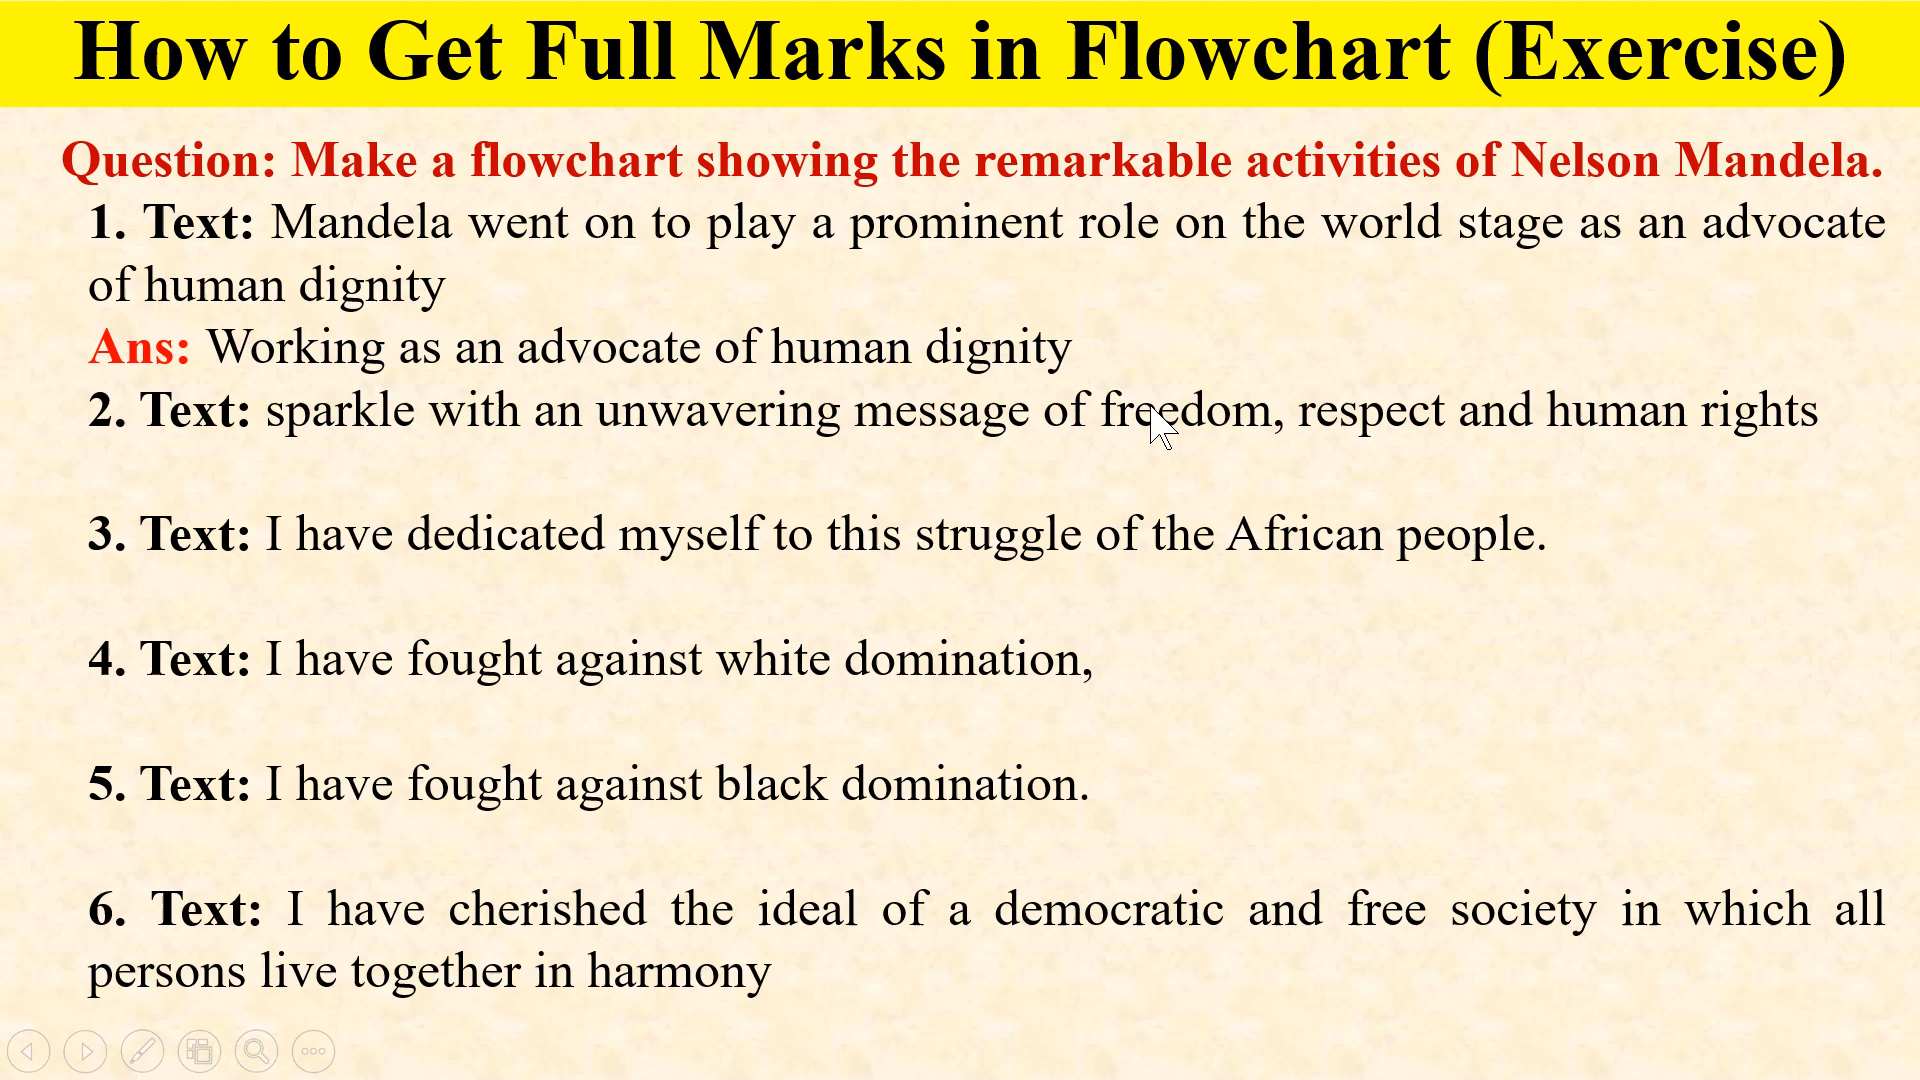 How to Get Full Marks in Flowchart (Exercise)
Question: Make a flowchart showing the remarkable activities of Nelson Mandela.
1. Text: Mandela went on to play a prominent role on the world stage as an advocate
of human dignity
Ans: Working as an advocate of human dignity
2. Text: sparkle with an unwavering message of freedom, respect and human rights
3. Text: I have dedicated myself to this struggle of the African people.
4. Text: I have fought against white domination,
5. Text: I have fought against black domination.
6. Text: I have cherished the ideal of a democratic and free society in which all
persons live together in harmony